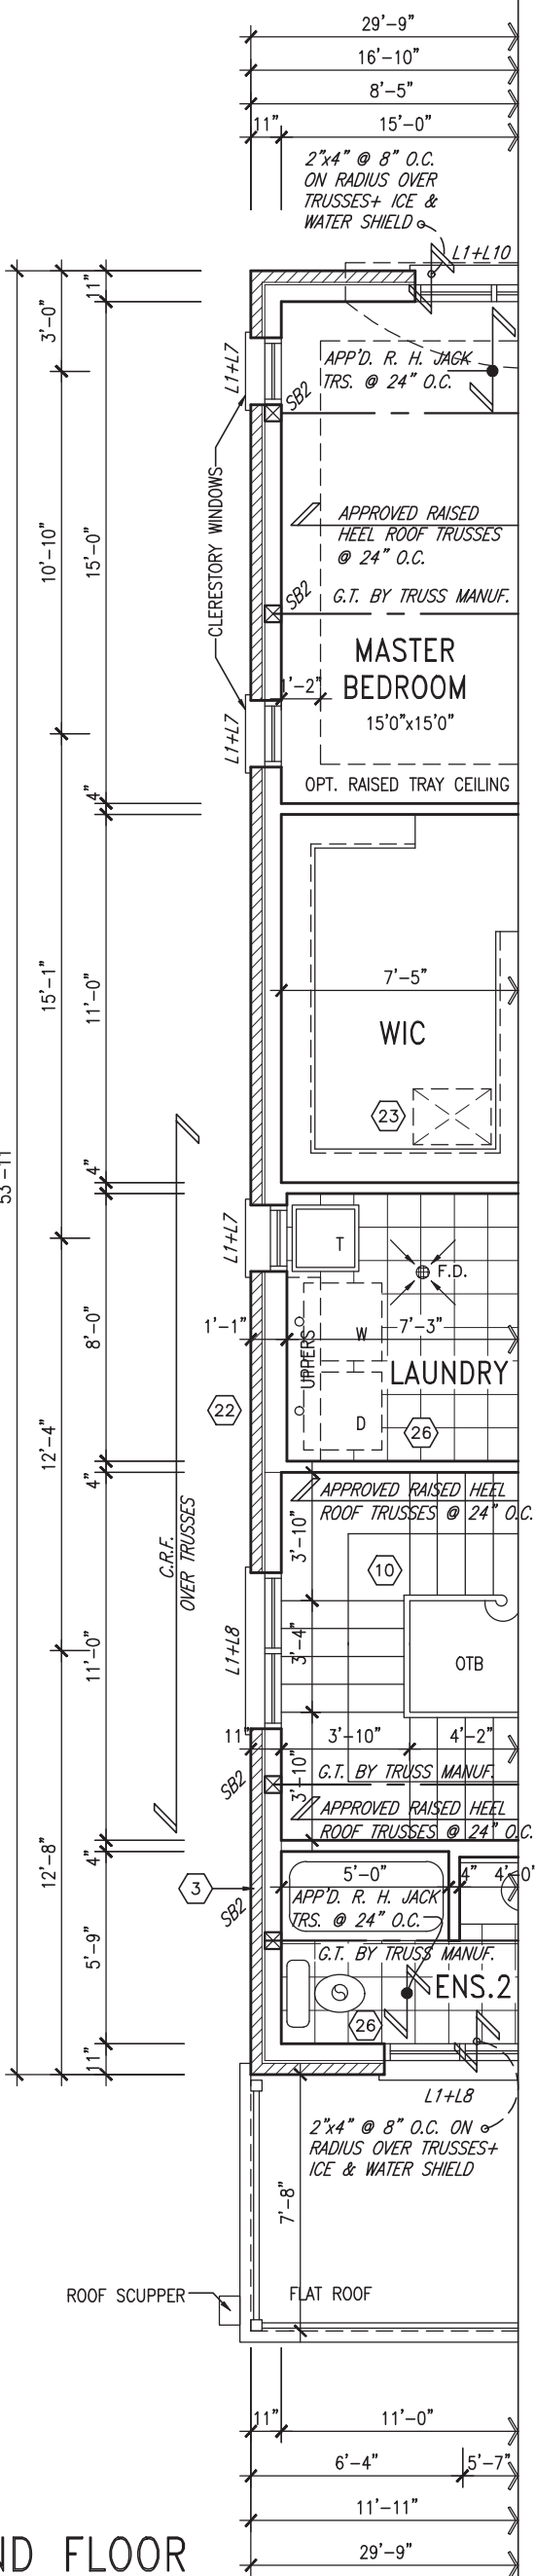 29'-9"
16'-10"
8'-5"
11" 15'-0"
2"x4" @ 8" O.C.
ON RADIUS OVER
TRUSSES+ ICE &
WATER SHIELD
L1+L10
11"
3'-0"
L1+L7
APP'D. R. H. JACK
TRS. @ 24" O.C.
SB2
CLERESTORY WINDOWS
10'-10"
15'-0"
APPROVED RAISED
HEEL ROOF TRUSSES
@ 24" O.C.
SB2
G.T. BY TRUSS MANUF.
MASTER
BEDROOM
15'0"x15'0"
1'-2"
L1+L7
OPT. RAISED TRAY CEILING
4"
15'-1"
11'-0"
7'-5"
WIC
23
53'-11
4"
L1+L7
T
F.D.
8'-0"
1'-1"
UPPERS
W
7'-3"
LAUNDRY
22
D
26
12'-4"
4"
APPROVED RAISED HEEL
ROOF TRUSSES @ 24" O.C.
3'-10"
C.R.F.
OVER TRUSSES
10
L1+L8
11'-0"
3'-4"
OTB
11" 3'-10" 4'-2"
SB2
G.T. BY TRUSS MANUF.
3'-10"
APPROVED RAISED HEEL
ROOF TRUSSES @ 24" O.C.
12'-8"
4"
3
5'-0" 4" 4'-0"
APP'D. R. H. JACK
TRS. @ 24" O.C.
SB2
G.T. BY TRUSS MANUF.
5'-9"
ENS.2
26
11"
L1+L8
2"x4" @ 8" O.C. ON
RADIUS OVER TRUSSES+
ICE & WATER SHIELD
7'-8"
ROOF SCUPPER
FLAT ROOF
11" 11'-0"
6'-4" 5'-7"
11'-11"
29'-9"
ND FLOOR